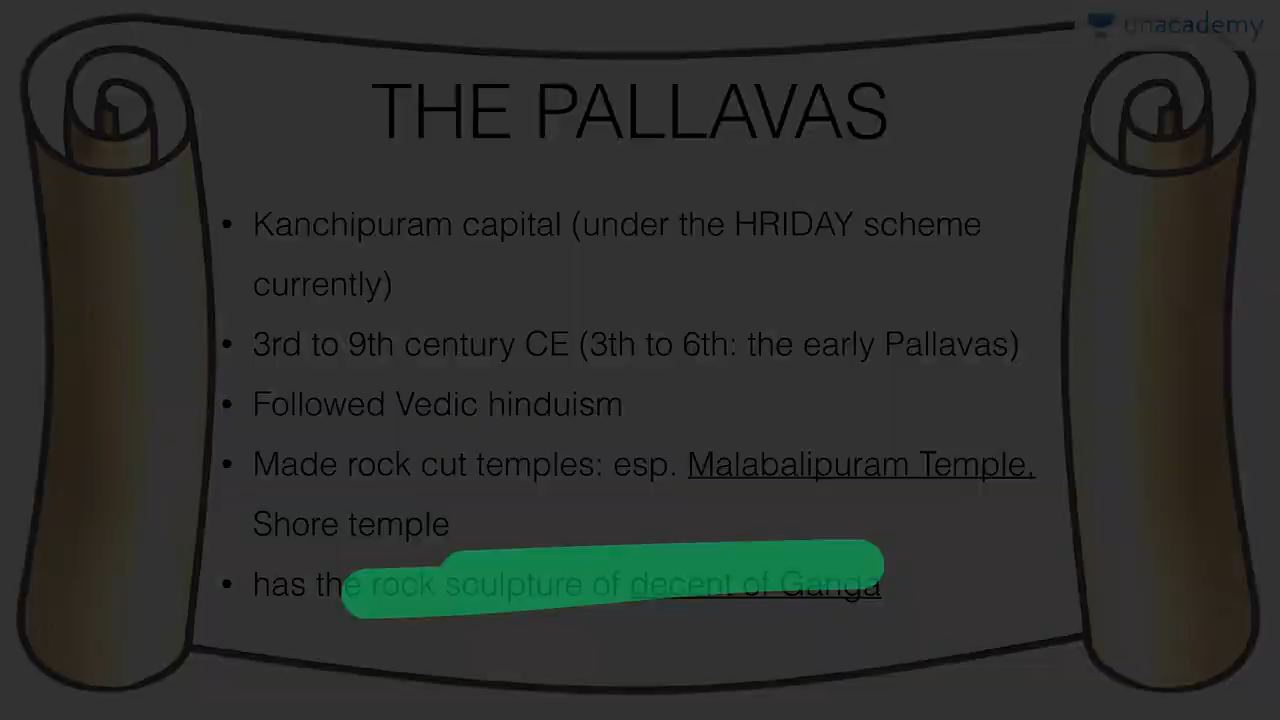 unacademy
THE PALLAVAS
• Kanchipuram capital (under the HRIDAY scheme
currently)
• 3rd to 9th century CE (3th to 6th: the early Pallavas)
• Followed Vedic hinduism
• Made rock cut temples: esp. Malabalipuram Temple,
Shore temple
• has the rock sculpture of decent of Ganga